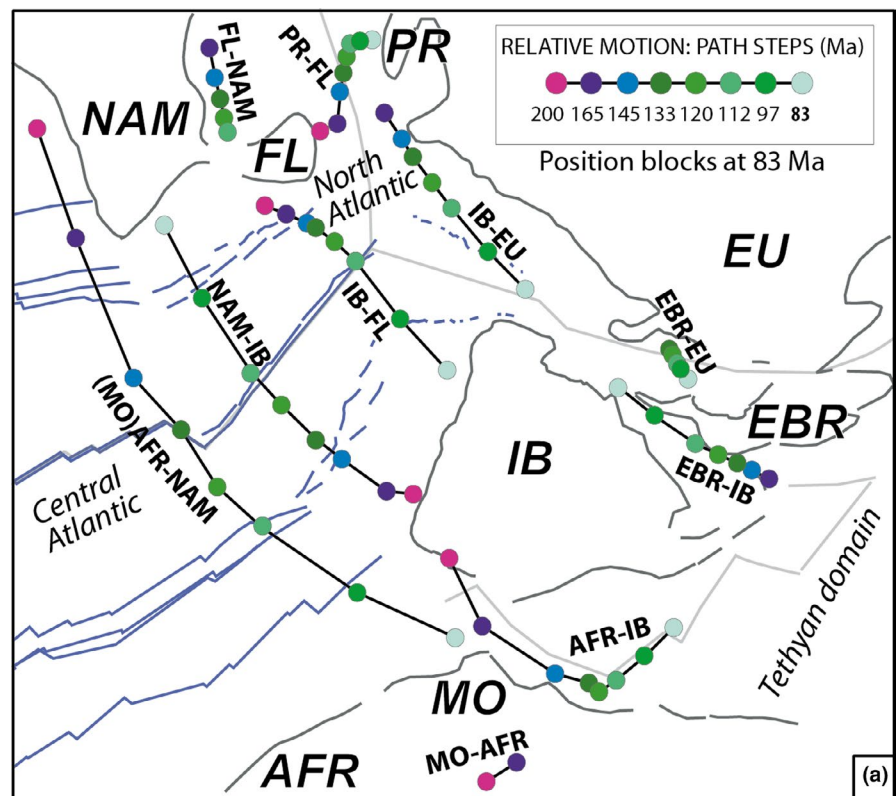 RELATIVE MOTION: PATH STEPS (Ma)
200 165 145 133 120 112 97 83
Position blocks at 83 Ma
NAM
FL-NAM
PR-FL
PR
FL
North
Atlantic
IB-EU
EU
NAM-IB
IB-FL
EBR-EU
EBR
EBR-IB
IB
(MO)AFR-NAM
Central
Atlantic
Tethyan domain
AFR-IB
MO
MO-AFR
AFR
(a)